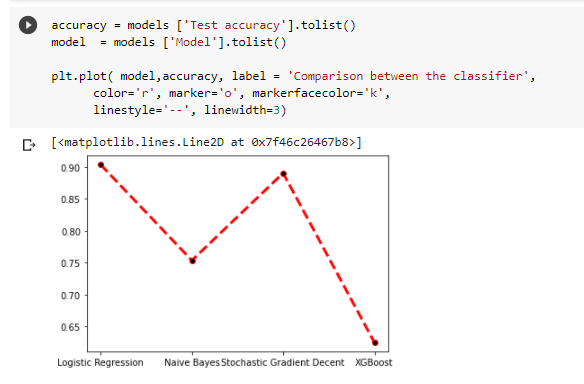 accuracy = models ['Test accuracy'].tolist()
model  = models ['Model'].tolist()
plt.plot( model,accuracy, label = 'Comparison between the classifier',
color='r', marker='o', markerfacecolor='k',
linestyle='--', linewidth=3)
[<matplotlib.lines.Line2D at 0x7f46c26467b8>]
0.90
0.85
0.80
0.75
0.70
0.65
Logistic Regression Naive Bayes Stochastic Gradient Decent XGBoost